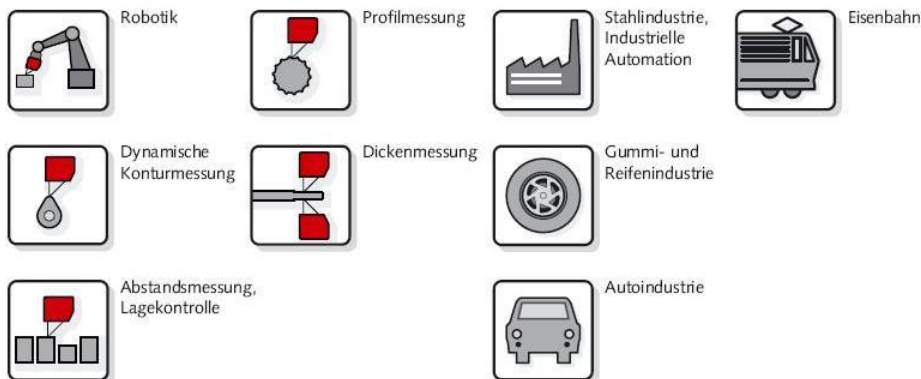 Robotik
Profilmessung
Stahlindustrie,
Industrielle
Automation
Eisenbahn
Dynamische
Konturmessung
Dickenmessung
Gummi- und
Reifenindustrie
Abstandsmessung,
Lagekontrolle
Autoindustrie